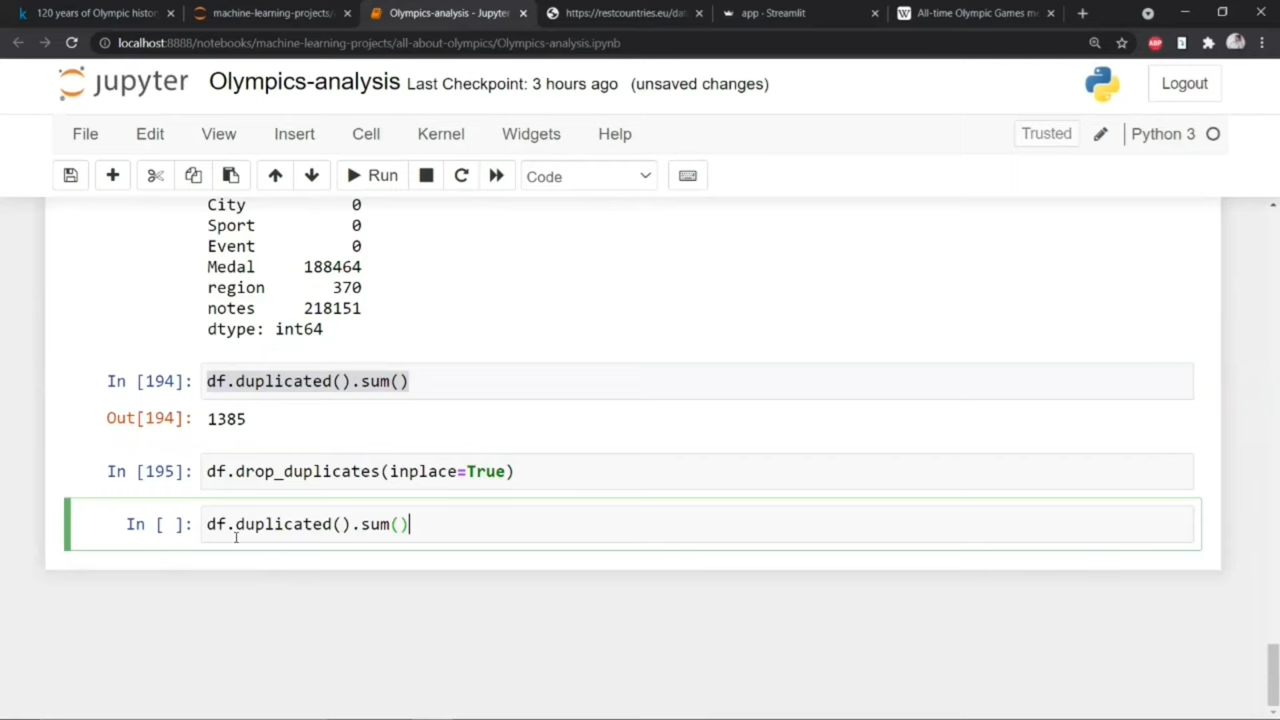 120 years of Olympic histor
machine-learning-projects/
Olympics-analysis - Jupyter
https://restcountries.eu/dat
app · Streamlit
All-time Olympic Games me
localhost:8888/notebooks/machine-learning-projects/all-about-olympics/Olympics-analysis.ipynb
ABP
jupyter Olympics-analysis Last Checkpoint: 3 hours ago (unsaved changes)
Logout
File Edit View Insert Cell Kernel Widgets Help
Trusted
Python 3
Run
Code
City 0
Sport 0
Event 0
Medal 188464
region 370
notes 218151
dtype: int64
In [194]: df.duplicated().sum()
Out[194]: 1385
In [195]: df.drop_duplicates(inplace=True)
In [ ]: df.duplicated().sum()